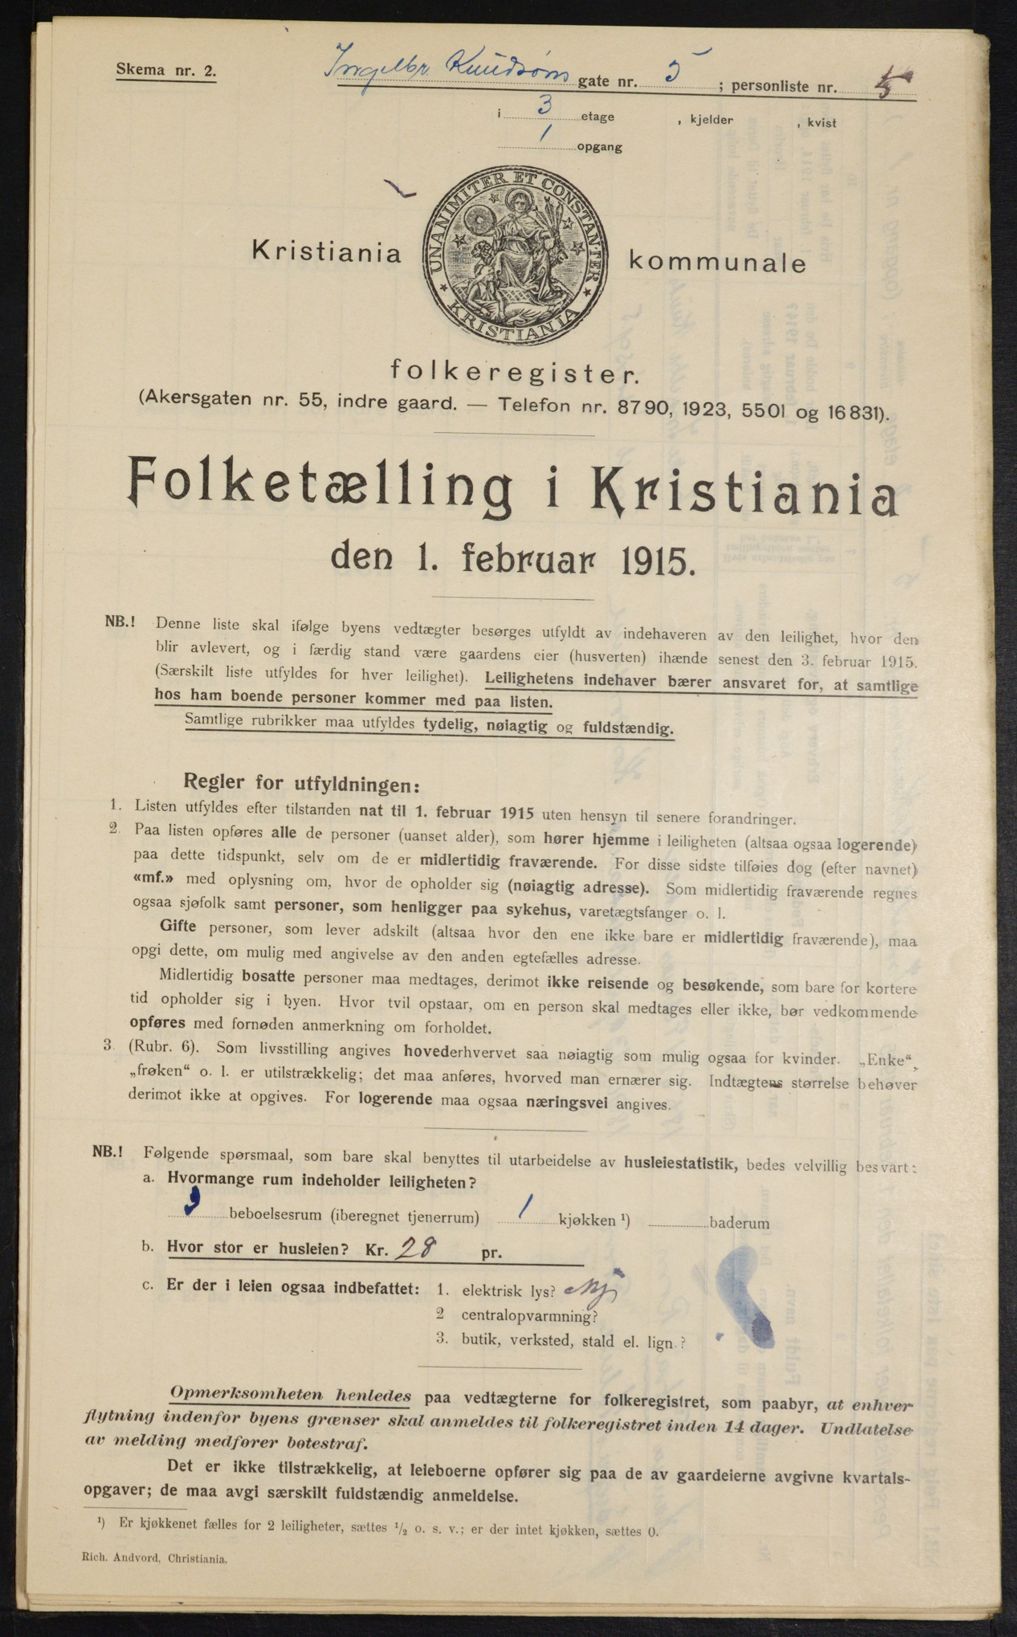 Skema nr. 2.
Ingelbr. Knudsøns gate nr. 5 ; personliste nr.
i 3 etage , kjelder , kvist
1 opgang
UNANIMITER ET CONSTANTER
KRISTIANIA
Kristiania kommunale
folkeregister.
(Akersgaten nr. 55, indre gaard. — Telefon nr. 8790, 1923, 5501 og 16831).
Folketælling i Kristiania
den 1. februar 1915.
NB.! Denne liste skal ifølge byens vedtægter besørges utfyldt av indehaveren av den leilighet, hvor den
blir avlevert, og i færdig stand være gaardens eier (husverten) ihænde senest den 3. februar 1915.
(Særskilt liste utfyldes for hver leilighet). Leilighetens indehaver bærer ansvaret for, at samtlige
hos ham boende personer kommer med paa listen.
Samtlige rubrikker maa utfyldes tydelig, nøiagtig og fuldstændig.
Regler for utfyldningen:
1. Listen utfyldes efter tilstanden nat til 1. februar 1915 uten hensyn til senere forandringer.
2. Paa listen opføres alle de personer (uanset alder), som hører hjemme i leiligheten (altsaa ogsaa logerende)
paa dette tidspunkt, selv om de er midlertidig fraværende. For disse sidste tilføies dog (efter navnet)
«mf.» med oplysning om, hvor de opholder sig (nøiagtig adresse). Som midlertidig fraværende regnes
ogsaa sjøfolk samt personer, som henligger paa sykehus, varetægtsfanger o. l.
Gifte personer, som lever adskilt (altsaa hvor den ene ikke bare er midlertidig fraværende), maa
opgi dette, om mulig med angivelse av den anden egtefælles adresse.
Midlertidig bosatte personer maa medtages, derimot ikke reisende og besøkende, som bare for kortere
tid opholder sig i byen. Hvor tvil opstaar, om en person skal medtages eller ikke, bør vedkommende
opføres med fornøden anmerkning om forholdet.
3. (Rubr. 6). Som livsstilling angives hovederhvervet saa nøiagtig som mulig ogsaa for kvinder. „Enke“,
„frøken“ o. l. er utilstrækkelig; det maa anføres, hvorved man ernærer sig. Indtægtens størrelse behøver
derimot ikke at opgives. For logerende maa ogsaa næringsvei angives.
NB.! Følgende spørsmaal, som bare skal benyttes til utarbeidelse av husleiestatistik, bedes velvillig besvart:
a. Hvormange rum indeholder leiligheten?
beboelsesrum (iberegnet tjenerrum) 1 kjøkken ¹) baderum
b. Hvor stor er husleien? Kr. 28 pr.
c. Er der i leien ogsaa indbefattet: 1. elektrisk lys? Nej
2 centralopvarmning?
3. butik, verksted, stald el. lign.?
Opmerksomheten henledes paa vedtægterne for folkeregistret, som paabyr, at enhver
flytning indenfor byens grænser skal anmeldes til folkeregistret inden 14 dager. Undlatelse
av melding medfører bøtestraf.
Det er ikke tilstrækkelig, at leieboerne opfører sig paa de av gaardeierne avgivne kvartals-
opgaver; de maa avgi særskilt fuldstændig anmeldelse.
¹) Er kjøkkenet fælles for 2 leiligheter, sættes ¹/₂ o. s. v.; er der intet kjøkken, sættes 0.
Rich. Andvord, Christiania.